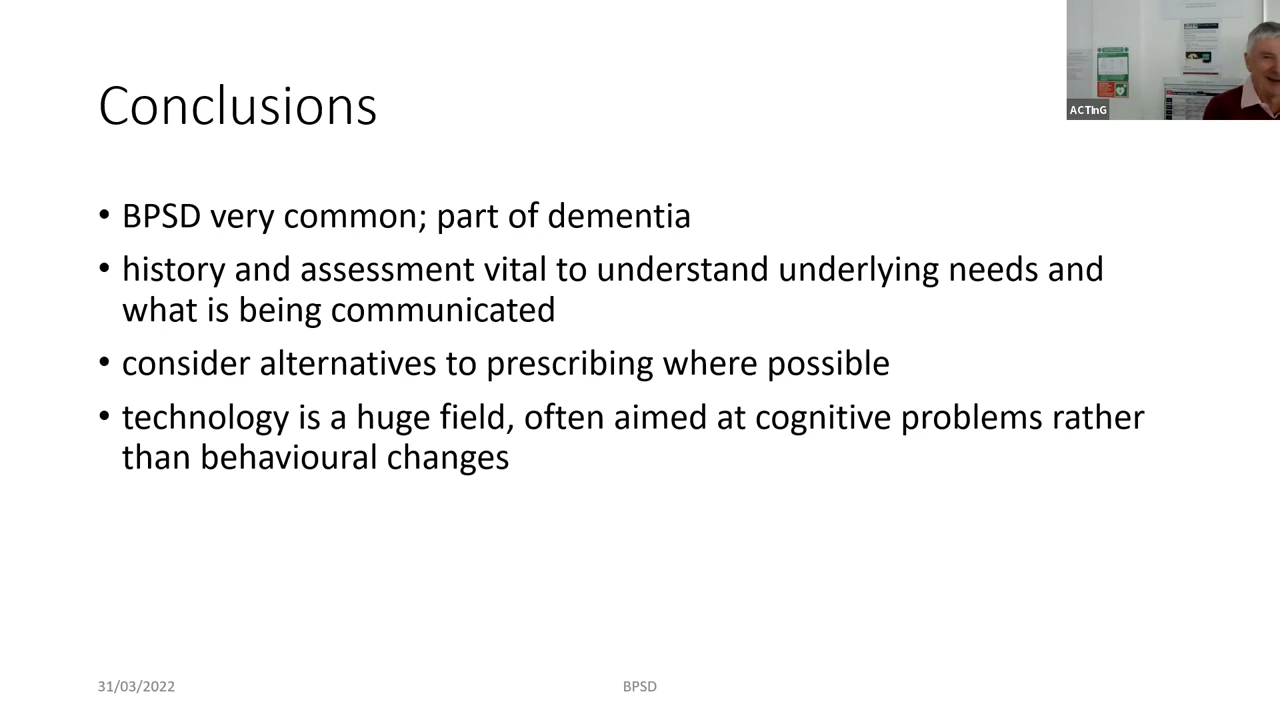 Conclusions
ACTInG
• BPSD very common; part of dementia
• history and assessment vital to understand underlying needs and
what is being communicated
• consider alternatives to prescribing where possible
• technology is a huge field, often aimed at cognitive problems rather
than behavioural changes
31/03/2022
BPSD